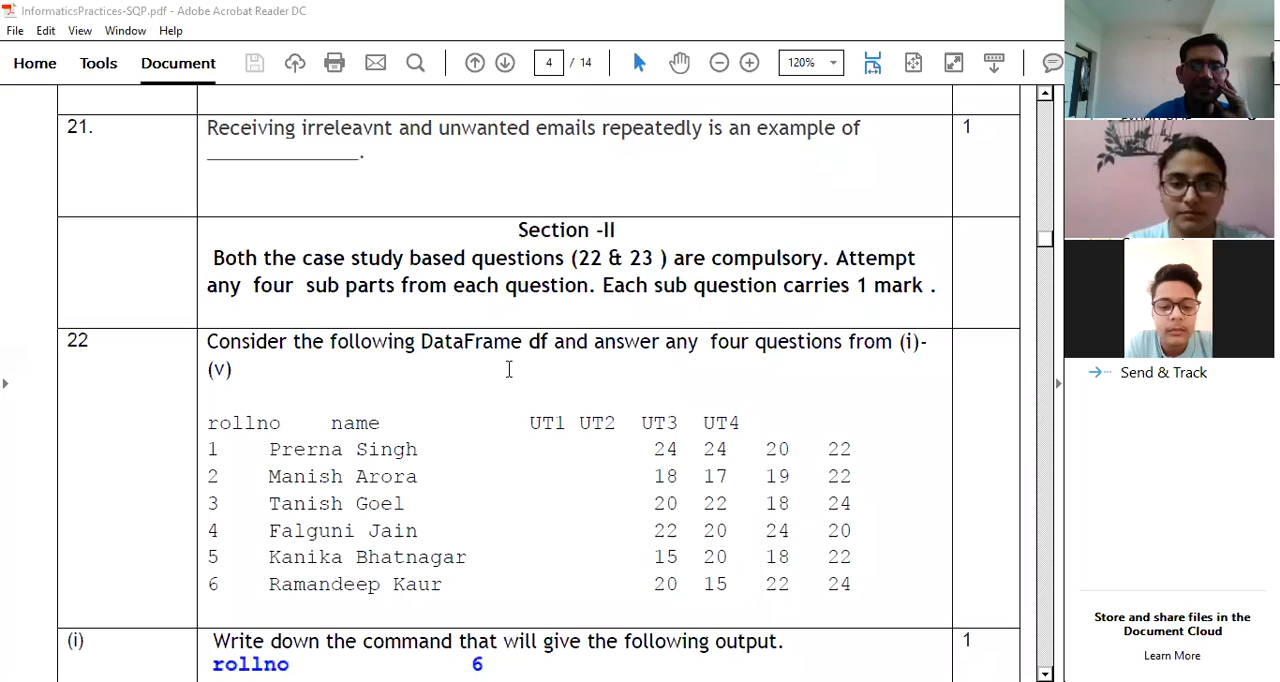 InformaticsPractices-SQP.pdf - Adobe Acrobat Reader DC
File Edit View Window Help
Home Tools Document 4 / 14 120%
21. Receiving irreleavnt and unwanted emails repeatedly is an example of 1
_______________.
Section -II
Both the case study based questions (22 & 23 ) are compulsory. Attempt
any four sub parts from each question. Each sub question carries 1 mark .
22 Consider the following DataFrame df and answer any four questions from (i)-
(v)
rollno name UT1 UT2 UT3 UT4
1 Prerna Singh 24 24 20 22
2 Manish Arora 18 17 19 22
3 Tanish Goel 20 22 18 24
4 Falguni Jain 22 20 24 20
5 Kanika Bhatnagar 15 20 18 22
6 Ramandeep Kaur 20 15 22 24
(i) Write down the command that will give the following output. 1
rollno 6
Send & Track
Store and share files in the
Document Cloud
Learn More